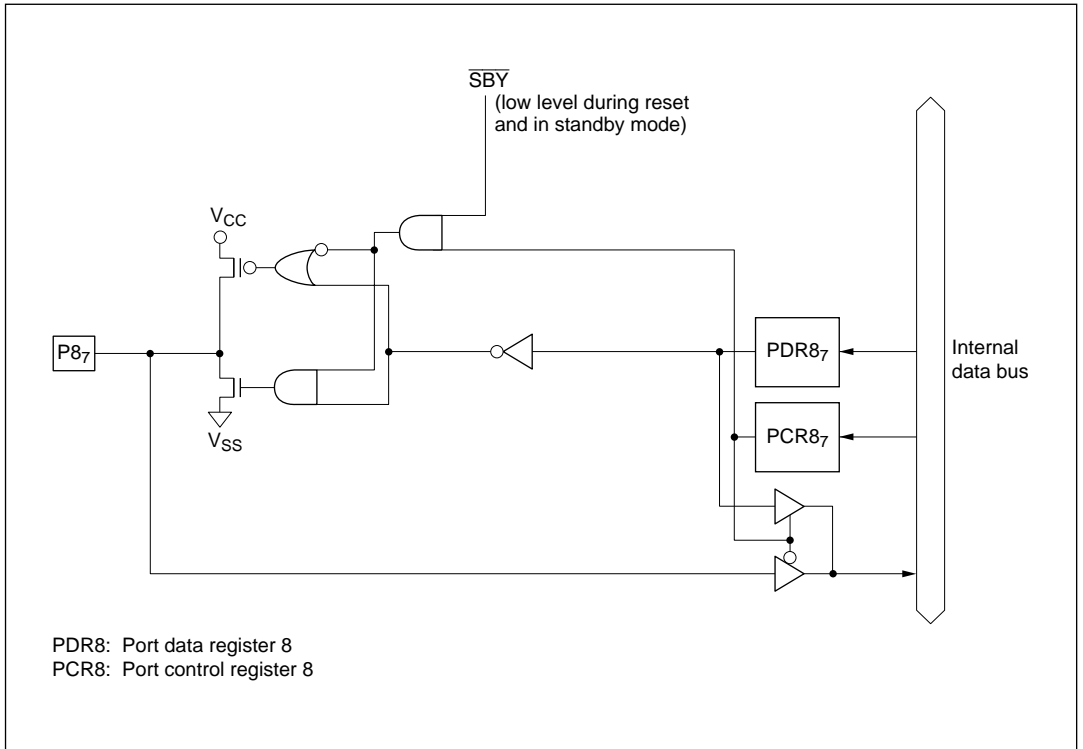 SBY
(low level during reset
and in standby mode)
VCC
P87
VSS
PDR87
PCR87
Internal
data bus
PDR8: Port data register 8
PCR8: Port control register 8